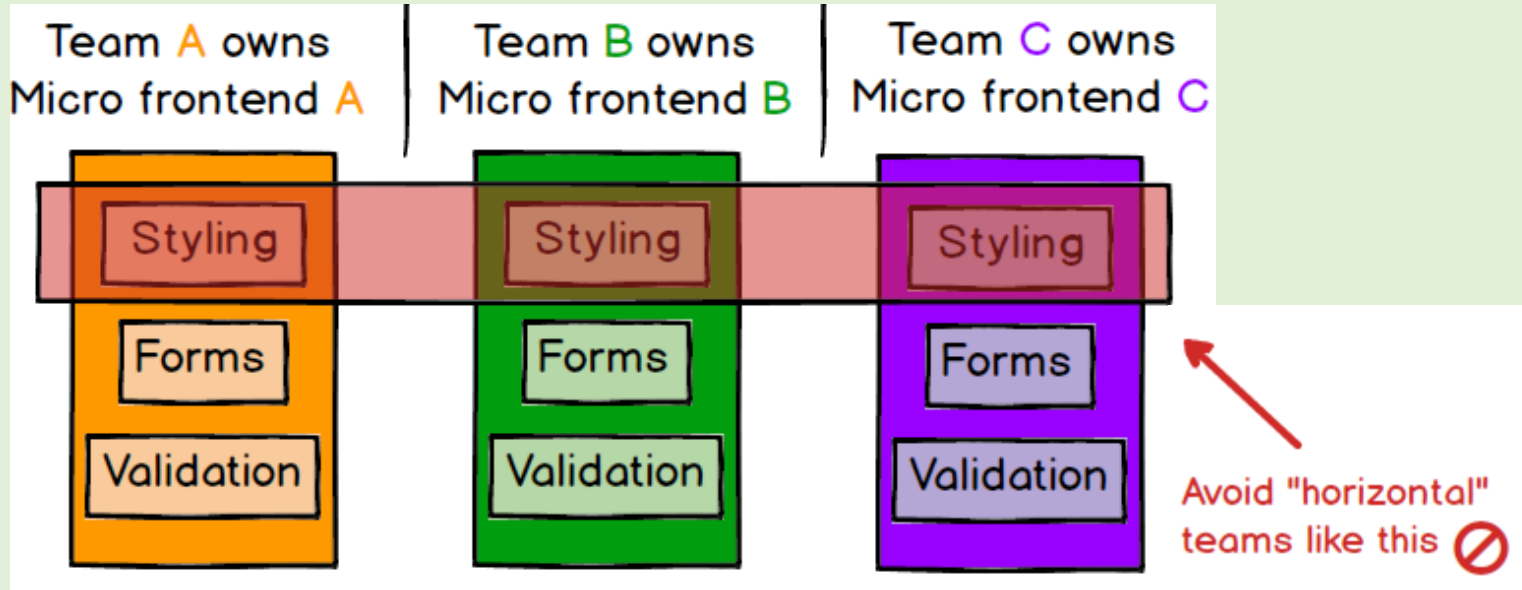 Team A owns
Micro frontend A
Team B owns
Micro frontend B
Team C owns
Micro frontend C
Styling
Styling
Styling
Forms
Forms
Forms
Validation
Validation
Validation
Avoid "horizontal"
teams like this